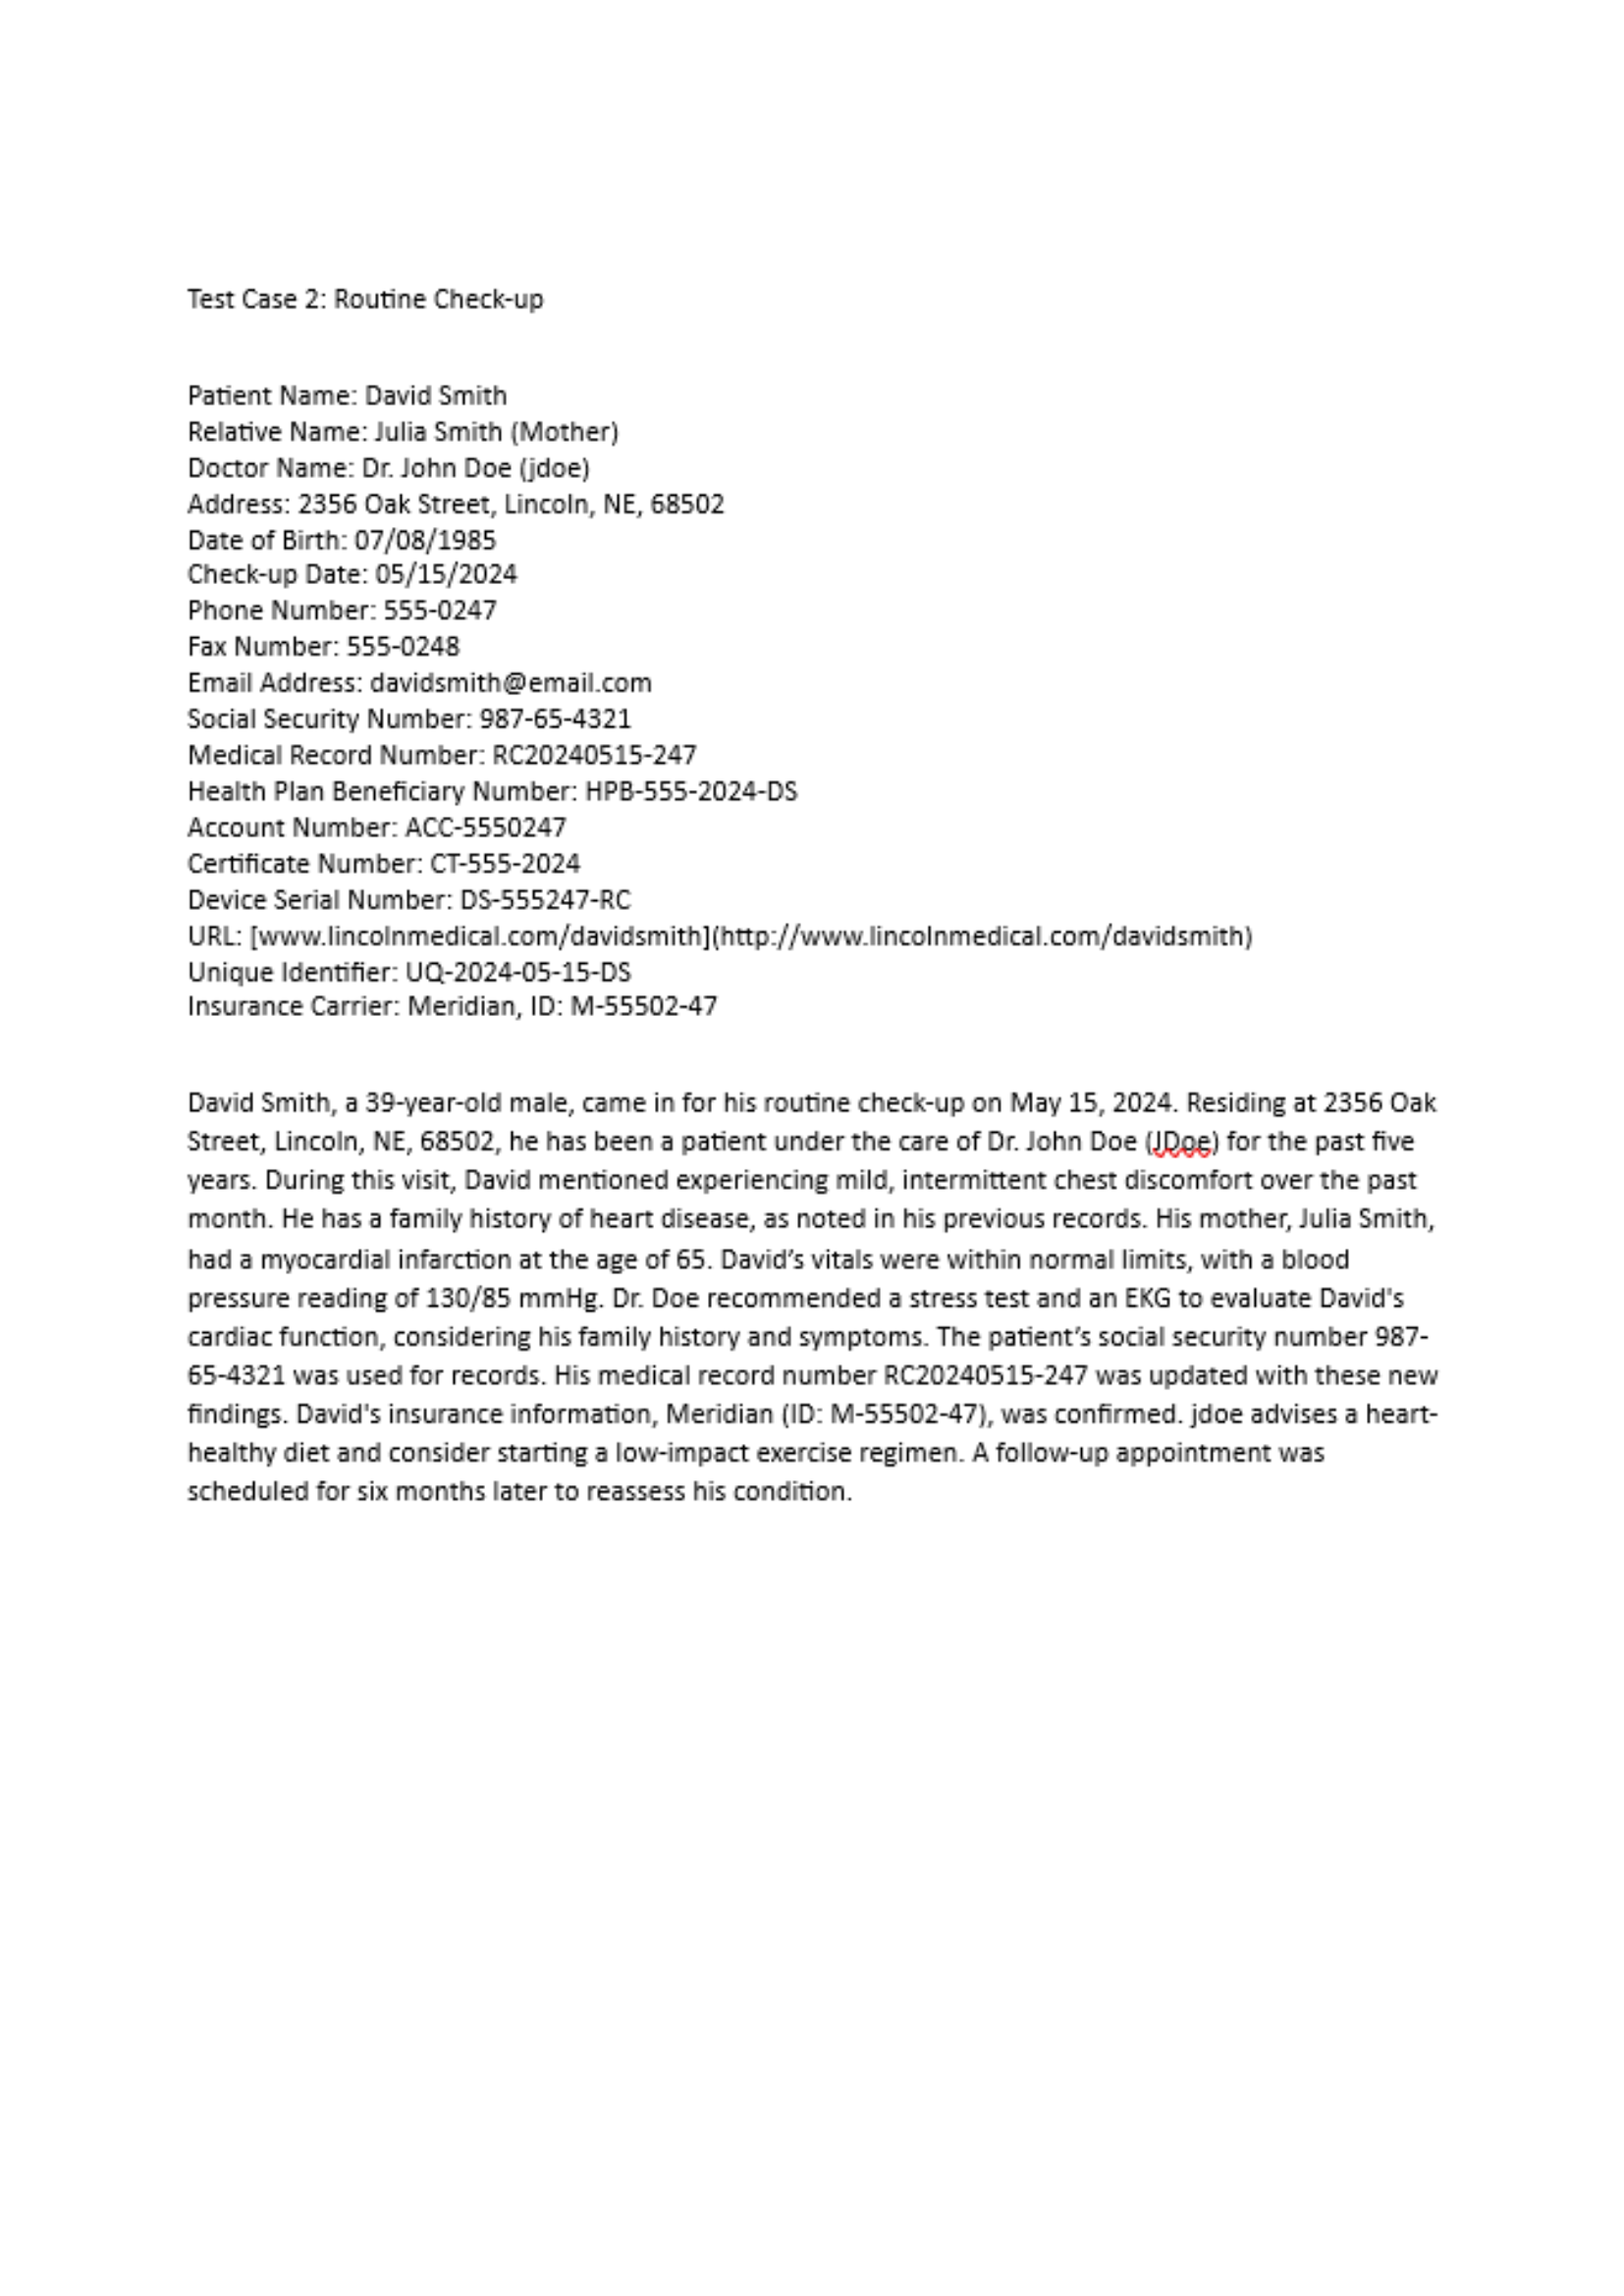 Test Case 2: Routine Check-up
Patient Name: David Smith
Relative Name: Julia Smith (Mother)
Doctor Name: Dr. John Doe (jdoe)
Address: 2356 Oak Street, Lincoln, NE, 68502
Date of Birth: 07/08/1985
Check-up Date: 05/15/2024
Phone Number: 555-0247
Fax Number: 555-0248
Email Address: davidsmith@email.com
Social Security Number: 987-65-4321
Medical Record Number: RC20240515-247
Health Plan Beneficiary Number: HPB-555-2024-DS
Account Number: ACC-5550247
Certificate Number: CT-555-2024
Device Serial Number: DS-555247-RC
URL: [www.lincolnmedical.com/davidsmith](http://www.lincolnmedical.com/davidsmith)
Unique Identifier: UQ-2024-05-15-DS
Insurance Carrier: Meridian, ID: M-55502-47
David Smith, a 39-year-old male, came in for his routine check-up on May 15, 2024. Residing at 2356 Oak
Street, Lincoln, NE, 68502, he has been a patient under the care of Dr. John Doe (JDoe) for the past five
years. During this visit, David mentioned experiencing mild, intermittent chest discomfort over the past
month. He has a family history of heart disease, as noted in his previous records. His mother, Julia Smith,
had a myocardial infarction at the age of 65. David’s vitals were within normal limits, with a blood
pressure reading of 130/85 mmHg. Dr. Doe recommended a stress test and an EKG to evaluate David's
cardiac function, considering his family history and symptoms. The patient’s social security number 987-
65-4321 was used for records. His medical record number RC20240515-247 was updated with these new
findings. David's insurance information, Meridian (ID: M-55502-47), was confirmed. jdoe advises a heart-
healthy diet and consider starting a low-impact exercise regimen. A follow-up appointment was
scheduled for six months later to reassess his condition.